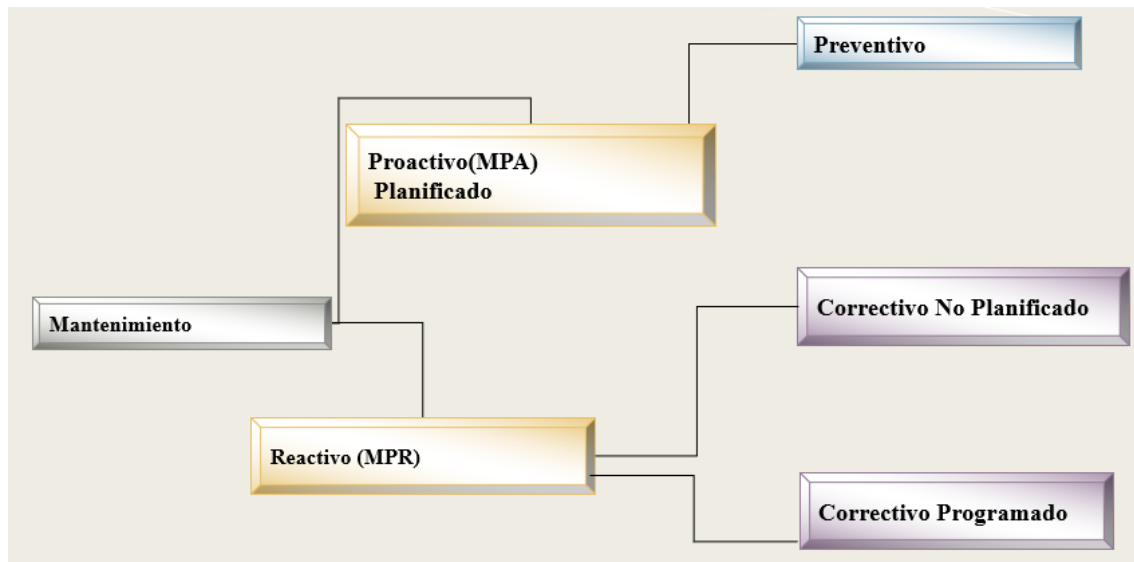 Preventivo
Proactivo(MPA)
Planificado
Mantenimiento
Correctivo No Planificado
Reactivo (MPR)
Correctivo Programado